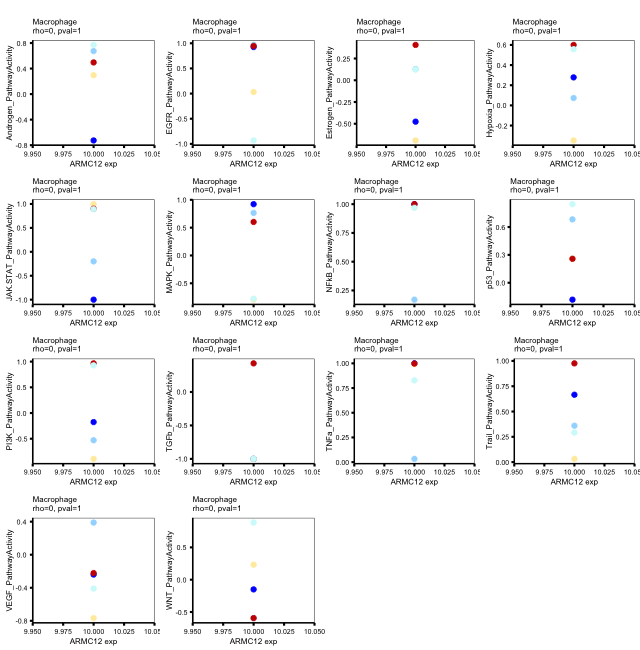 Macrophage
rho=0, pval=1
Androgen_PathwayActivity
0.8
0.4
0.0
-0.4
-0.8
9.950 9.975 10.000 10.025 10.05
ARMC12 exp
Macrophage
rho=0, pval=1
EGFR_PathwayActivity
1.0
0.5
0.0
-0.5
-1.0
9.950 9.975 10.000 10.025 10.05
ARMC12 exp
Macrophage
rho=0, pval=1
Estrogen_PathwayActivity
0.25
0.00
-0.25
-0.50
9.950 9.975 10.000 10.025 10.05
ARMC12 exp
Macrophage
rho=0, pval=1
Hypoxia_PathwayActivity
0.6
0.4
0.2
0.0
-0.2
9.950 9.975 10.000 10.025 10.05
ARMC12 exp
Macrophage
rho=0, pval=1
JAK.STAT_PathwayActivity
1.0
0.5
0.0
-0.5
-1.0
9.950 9.975 10.000 10.025 10.05
ARMC12 exp
Macrophage
rho=0, pval=1
MAPK_PathwayActivity
1.0
0.5
0.0
-0.5
9.950 9.975 10.000 10.025 10.05
ARMC12 exp
Macrophage
rho=0, pval=1
NFkB_PathwayActivity
1.00
0.75
0.50
0.25
9.950 9.975 10.000 10.025 10.05
ARMC12 exp
Macrophage
rho=0, pval=1
p53_PathwayActivity
0.6
0.3
0.0
9.950 9.975 10.000 10.025 10.05
ARMC12 exp
Macrophage
rho=0, pval=1
PI3K_PathwayActivity
1.0
0.5
0.0
-0.5
9.950 9.975 10.000 10.025 10.05
ARMC12 exp
Macrophage
rho=0, pval=1
TGFb_PathwayActivity
0.0
-0.5
-1.0
9.950 9.975 10.000 10.025 10.05
ARMC12 exp
Macrophage
rho=0, pval=1
TNFa_PathwayActivity
1.00
0.75
0.50
0.25
0.00
9.950 9.975 10.000 10.025 10.05
ARMC12 exp
Macrophage
rho=0, pval=1
Trail_PathwayActivity
1.00
0.75
0.50
0.25
0.00
9.950 9.975 10.000 10.025 10.05
ARMC12 exp
Macrophage
rho=0, pval=1
VEGF_PathwayActivity
0.4
0.0
-0.4
-0.8
9.950 9.975 10.000 10.025 10.05
ARMC12 exp
Macrophage
rho=0, pval=1
WNT_PathwayActivity
0.5
0.0
-0.5
9.950 9.975 10.000 10.025 10.050
ARMC12 exp